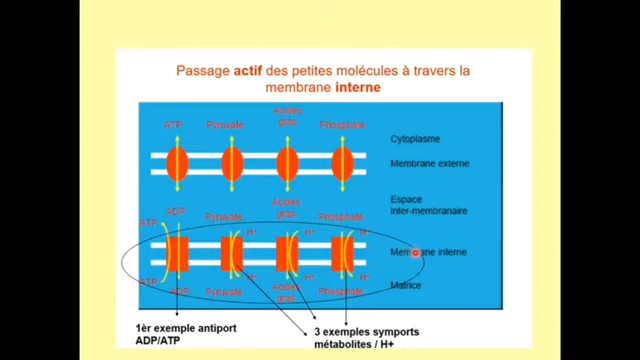 Passage actif des petites molécules à travers la
membrane interne
ATP Pyruvate Acides gras Phosphate
Cytoplasme
Membrane externe
Espace
inter-membranaire
ATP ADP Pyruvate Acides gras Phosphate
H+ H+ H+
Membrane interne
H+ H+ H+
ATP ADP Pyruvate Acides gras Phosphate
Matrice
1èr exemple antiport
ADP/ATP
3 exemples symports
métabolites / H+